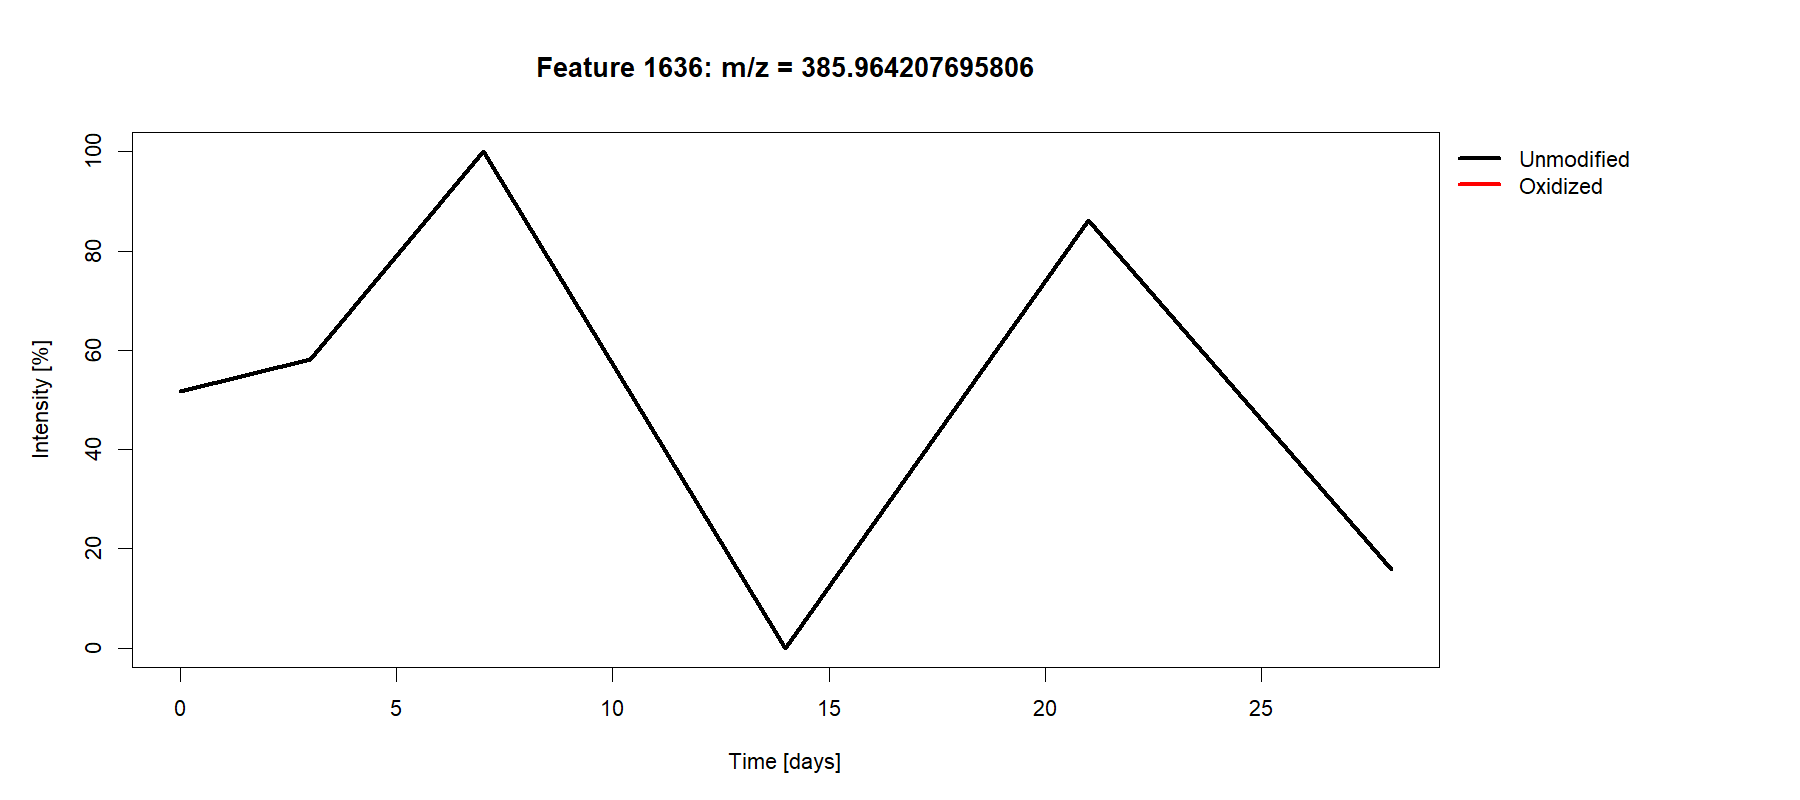 Feature 1636: m/z = 385.964207695806
Unmodified
Oxidized
Intensity [%]
100
80
60
40
20
0
0 5 10 15 20 25
Time [days]